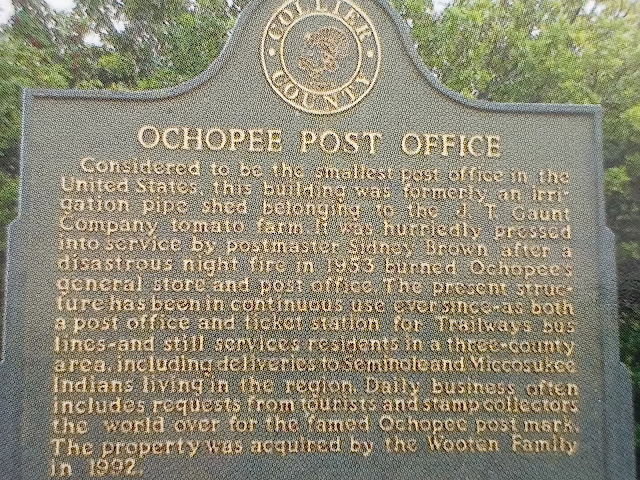 COLLIER
COUNTY
OCHOPEE POST OFFICE
Considered to be the smallest post office in the
United States, this building was formerly an irri-
gation pipe shed belonging to the J. T. Gaunt
Company tomato farm. It was hurriedly pressed
into service by postmaster Sidney Brown after a
disastrous night fire in 1953 burned Ochopee's
general store and post office. The present struc-
ture has been in continuous use ever since-as both
a post office and ticket station for Trailways bus
lines-and still services residents in a three-county
area, including deliveries to Seminole and Miccosukee
Indians living in the region. Daily business often
includes requests from tourists and stamp collectors
the world over for the famed Ochopee post mark.
The property was acquired by the Wooten Family
in 1992.